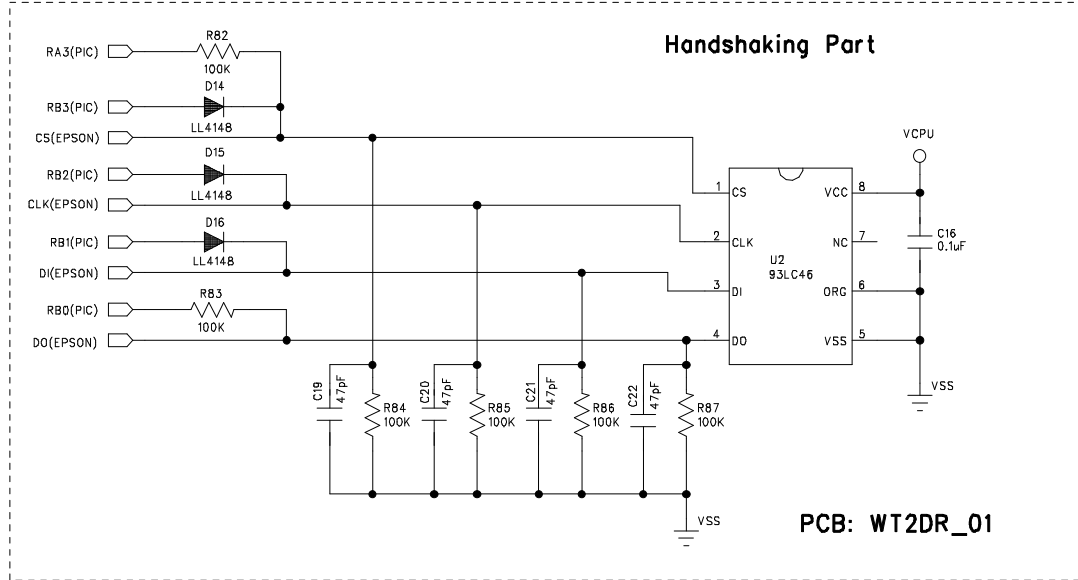 Handshaking Part
RA3(PIC)
R82
100K
D14
RB3(PIC)
LL4148
CS(EPSON)
D15
RB2(PIC)
LL4148
CLK(EPSON)
D16
RB1(PIC)
LL4148
DI(EPSON)
R83
RB0(PIC)
100K
DO(EPSON)
VCPU
1 CS VCC 8
2 CLK NC 7
U2
93LC46
3 DI ORG 6
4 DO VSS 5
C16
0.1uF
VSS
C19
47pF
R84
100K
C20
47pF
R85
100K
C21
47pF
R86
100K
C22
47pF
R87
100K
VSS
PCB: WT2DR_01